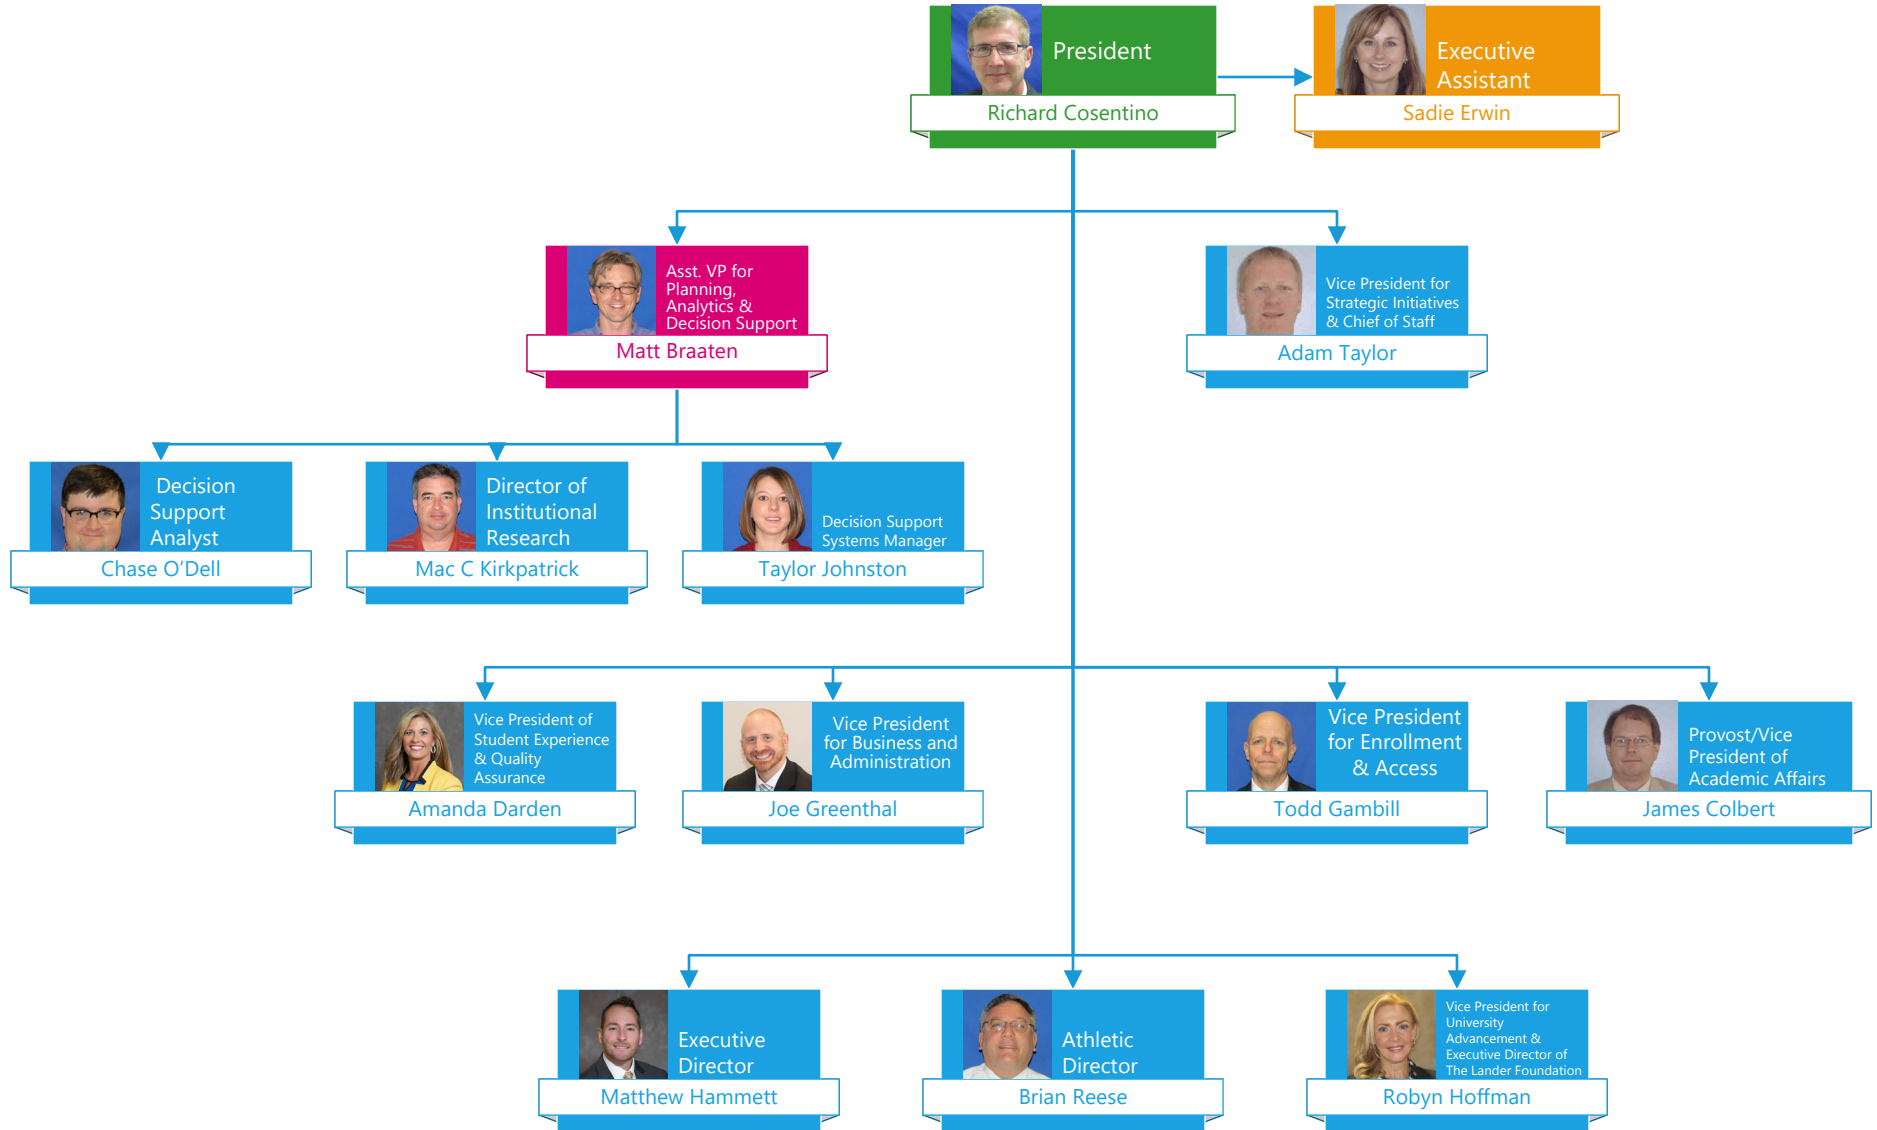 President
Richard Cosentino
Executive
Assistant
Sadie Erwin
Asst. VP for
Planning,
Analytics &
Decision Support
Matt Braaten
Vice President for
Strategic Initiatives
& Chief of Staff
Adam Taylor
Decision
Support
Analyst
Chase O’Dell
Director of
Institutional
Research
Mac C Kirkpatrick
Decision Support
Systems Manager
Taylor Johnston
Vice President of
Student Experience
& Quality
Assurance
Amanda Darden
Vice President
for Business and
Administration
Joe Greenthal
Vice President
for Enrollment
& Access
Todd Gambill
Provost/Vice
President of
Academic Affairs
James Colbert
Executive
Director
Matthew Hammett
Athletic
Director
Brian Reese
Vice President for
University
Advancement &
Executive Director of
The Lander Foundation
Robyn Hoffman